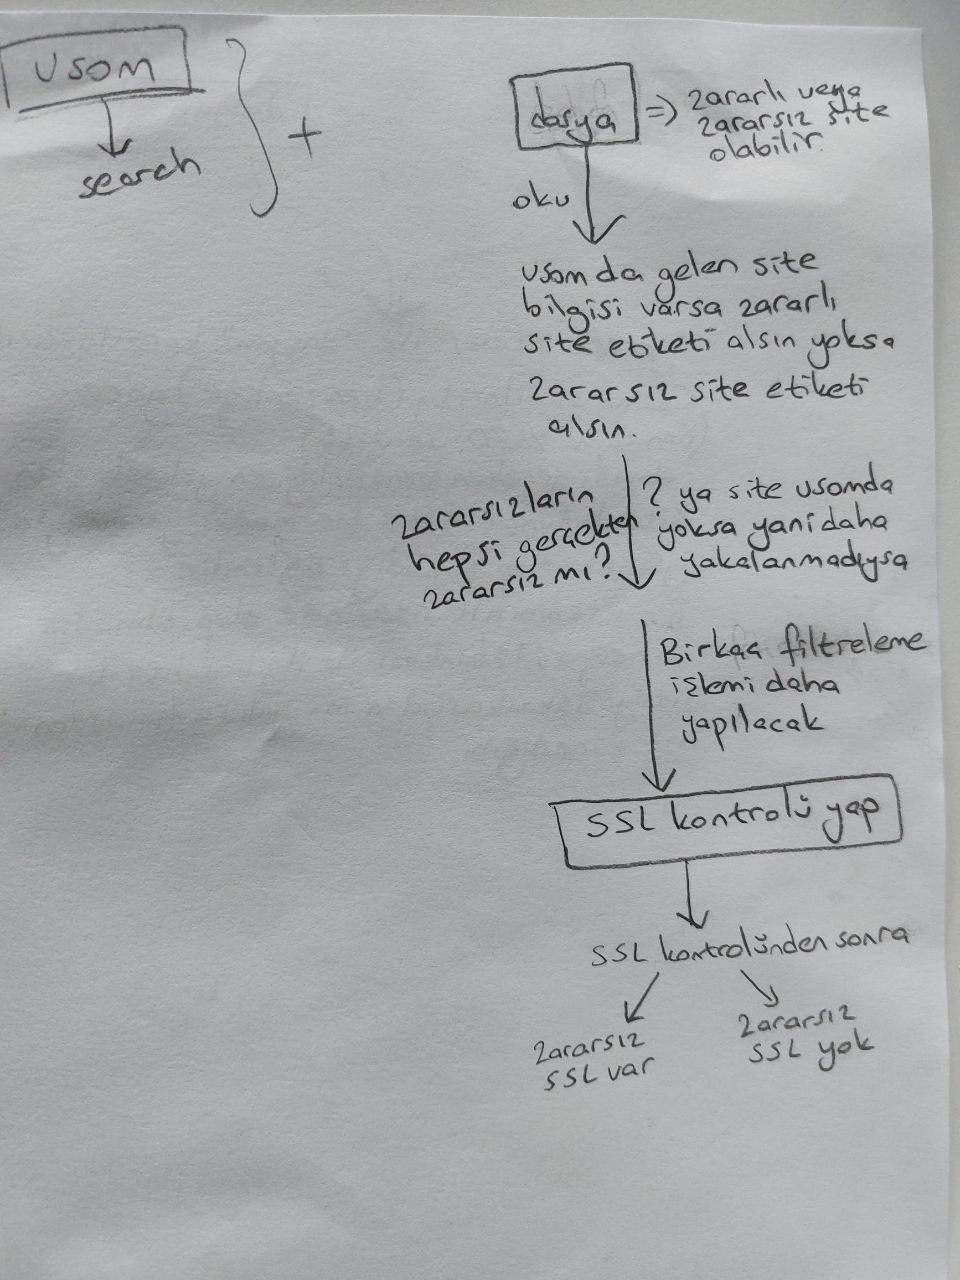 USOM
search
+
dosya
=> zararlı veya
zararsız site
olabilir.
oku
usom da gelen site
bilgisi varsa zararlı
site etiketi alsın yoksa
zararsız site etiketi
alsın.
zararsızların
hepsi gerçekten
zararsız mı?
? ya site usomda
yoksa yani daha
yakalanmadıysa
Birkaç filtreleme
işlemi daha
yapılacak
SSL kontrolü yap
SSL kontrolünden sonra
zararsız
SSL var
zararsız
SSL yok